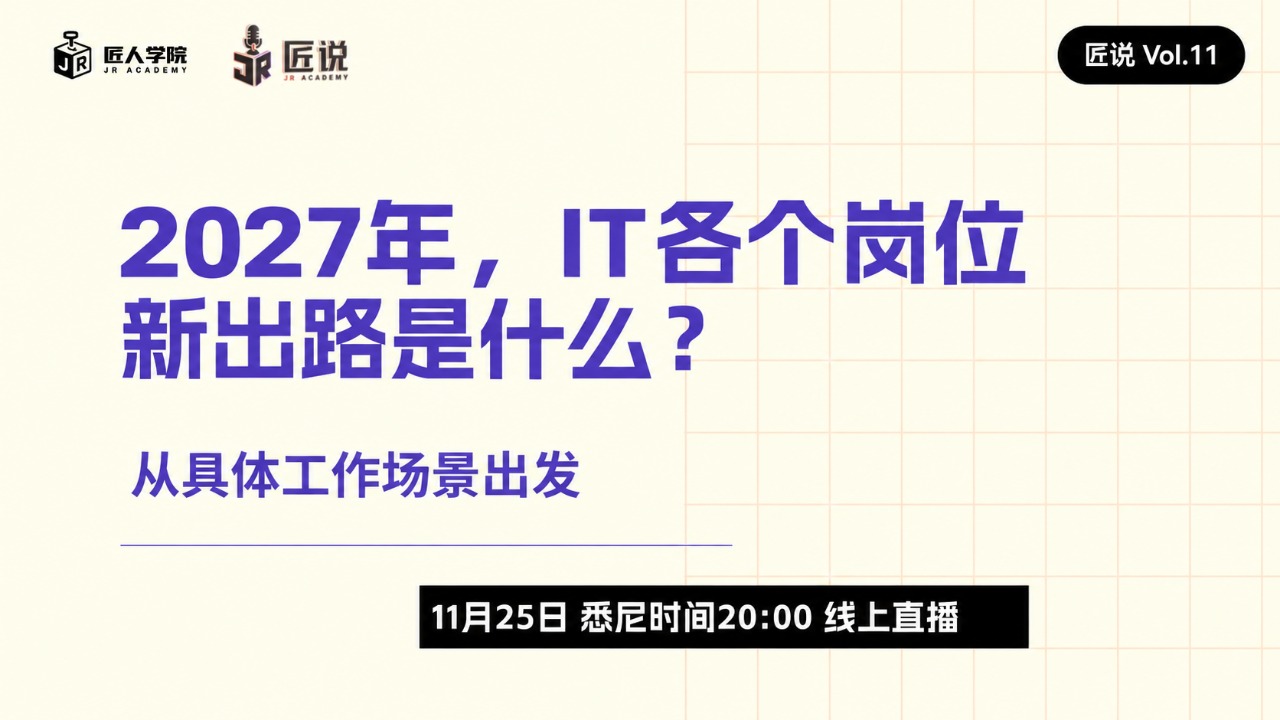 匠人学院
JR ACADEMY
匠说
JR ACADEMY
匠说 Vol.11
2027年，IT各个岗位
新出路是什么？
从具体工作场景出发
11月25日 悉尼时间20:00 线上直播